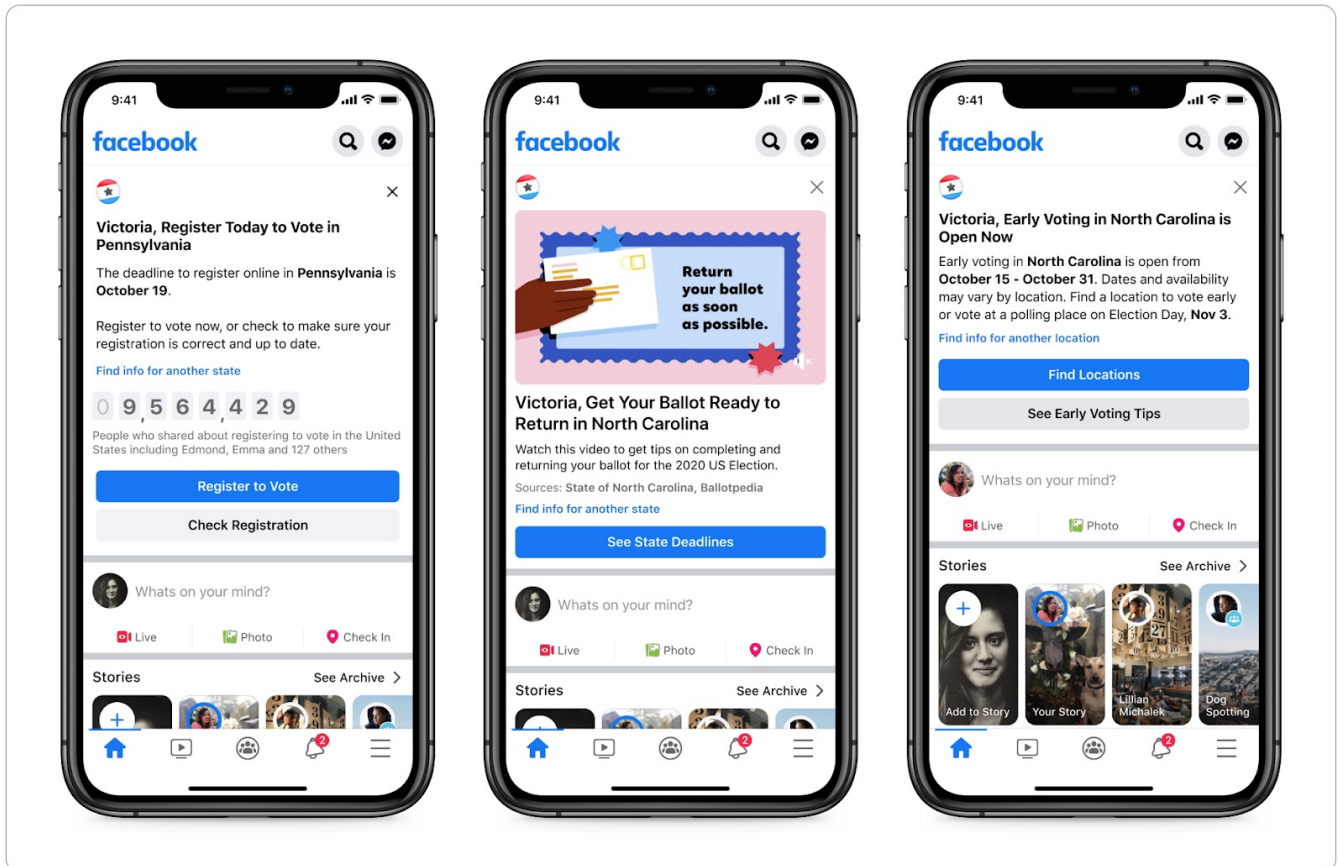 9:41
facebook
Victoria, Register Today to Vote in
Pennsylvania
The deadline to register online in Pennsylvania is
October 19.
Register to vote now, or check to make sure your
registration is correct and up to date.
Find info for another state
0 9,5 6 4,4 2 9
People who shared about registering to vote in the United
States including Edmond, Emma and 127 others
Register to Vote
Check Registration
Whats on your mind?
Live Photo Check In
Stories See Archive
2
9:41
facebook
Return
your ballot
as soon
as possible.
Victoria, Get Your Ballot Ready to
Return in North Carolina
Watch this video to get tips on completing and
returning your ballot for the 2020 US Election.
Sources: State of North Carolina, Ballotpedia
Find info for another state
See State Deadlines
Whats on your mind?
Live Photo Check In
Stories See Archive
2
9:41
facebook
Victoria, Early Voting in North Carolina is
Open Now
Early voting in North Carolina is open from
October 15 - October 31. Dates and availability
may vary by location. Find a location to vote early
or vote at a polling place on Election Day, Nov 3.
Find info for another location
Find Locations
See Early Voting Tips
Whats on your mind?
Live Photo Check In
Stories See Archive
Add to Story Your Story Lillian Michalek Dog Spotting
2